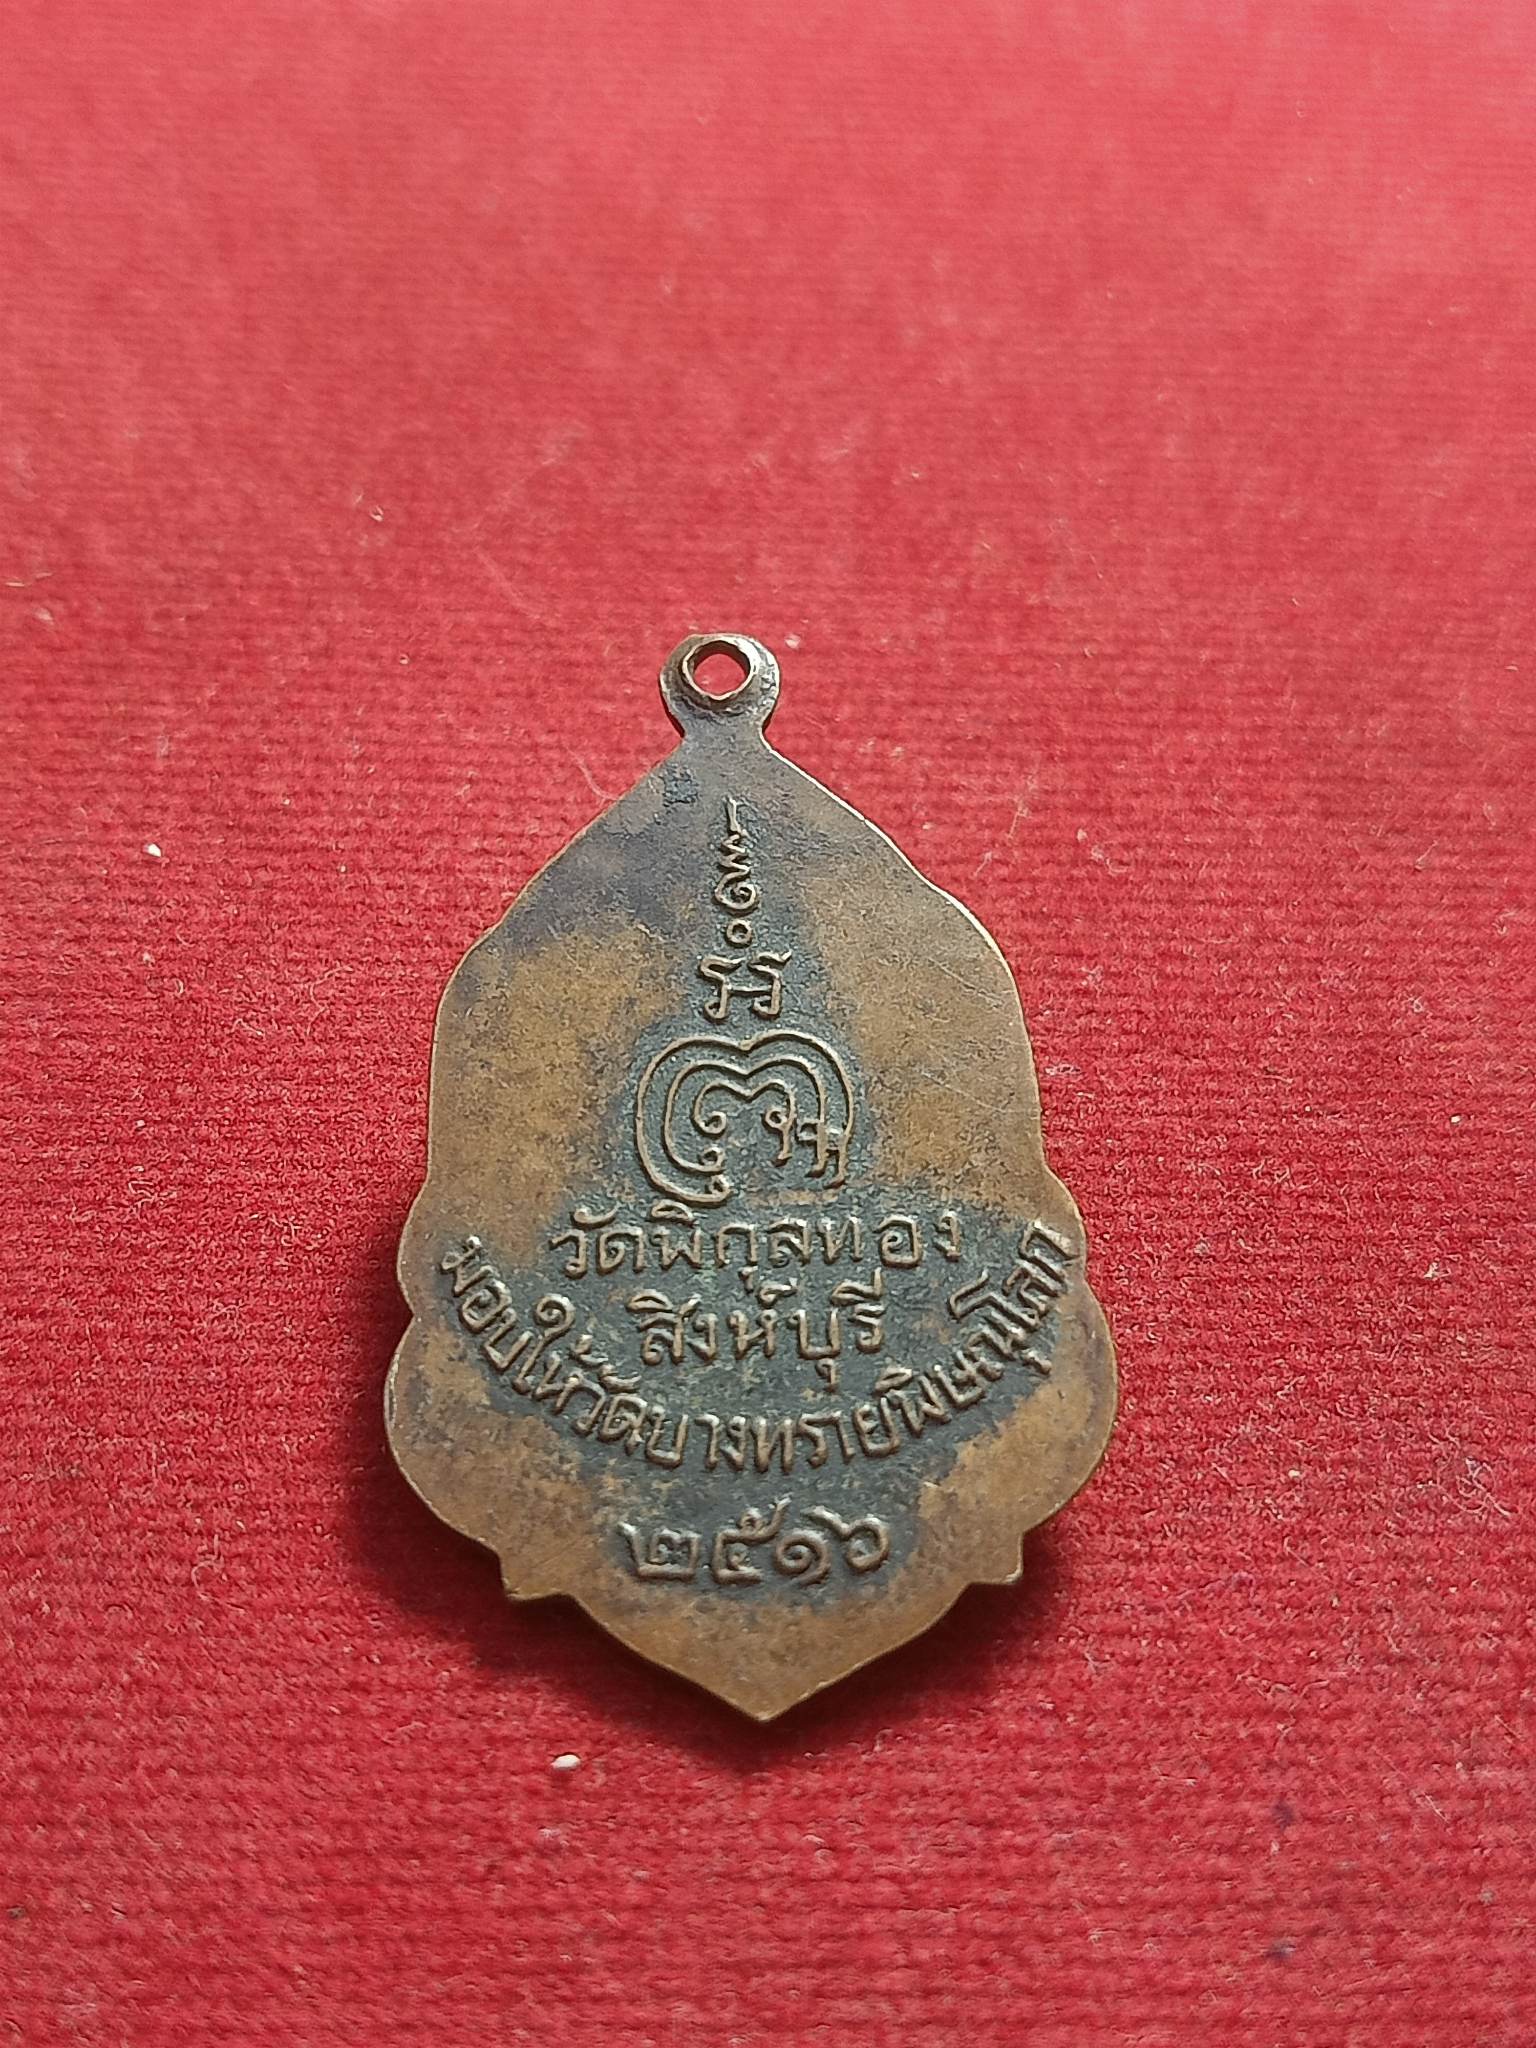 วัดพิกุลทอง
สิงห์บุรี
มอบให้วัดบางทรายพิษณุโลก
๒๕๑๖